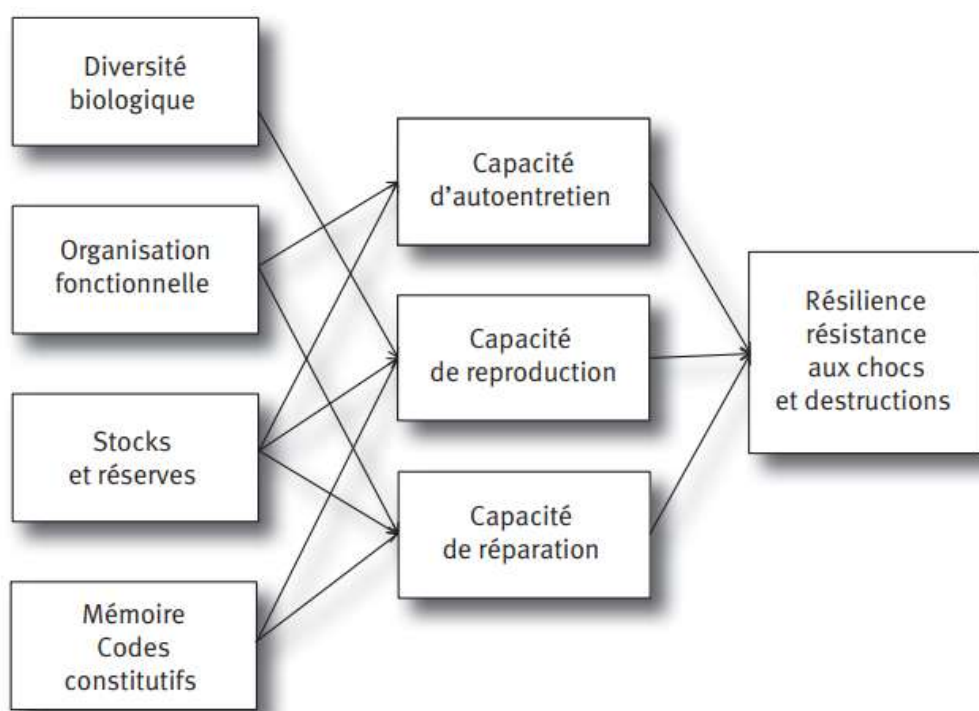 Diversité
biologique
Organisation
fonctionnelle
Stocks
et réserves
Mémoire
Codes
constitutifs
Capacité
d'autoentretien
Capacité
de reproduction
Capacité
de réparation
Résilience
résistance
aux chocs
et destructions